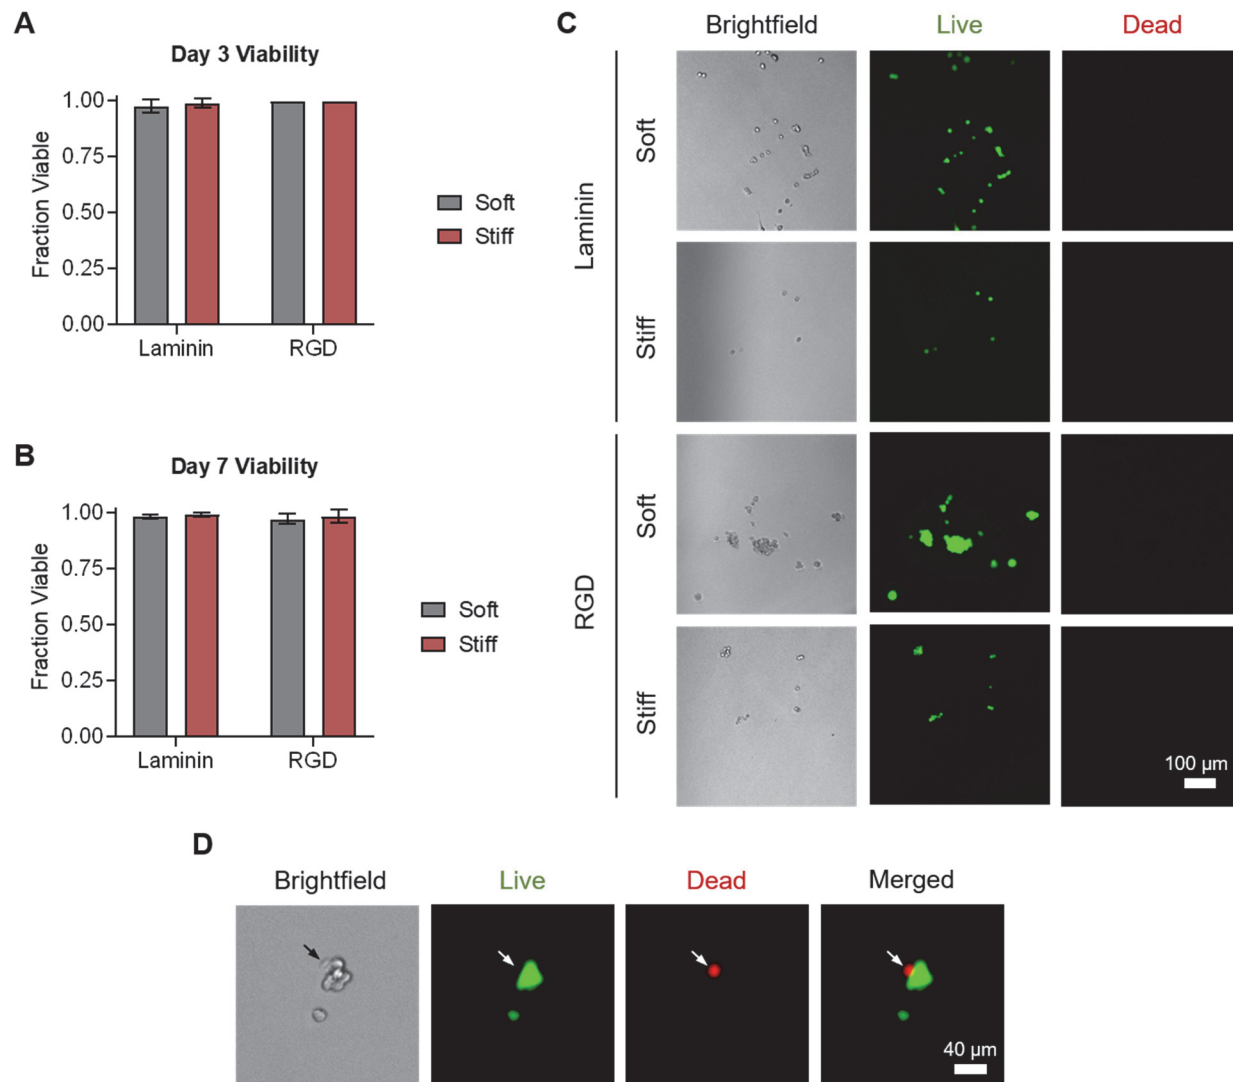 A
Day 3 Viability
1.00
0.75
0.50
0.25
0.00
Fraction Viable
Laminin
RGD
Soft
Stiff
B
Day 7 Viability
1.00
0.75
0.50
0.25
0.00
Fraction Viable
Laminin
RGD
Soft
Stiff
C
Brightfield
Live
Dead
Laminin
Soft
Stiff
RGD
Soft
Stiff
100 μm
D
Brightfield
Live
Dead
Merged
40 μm